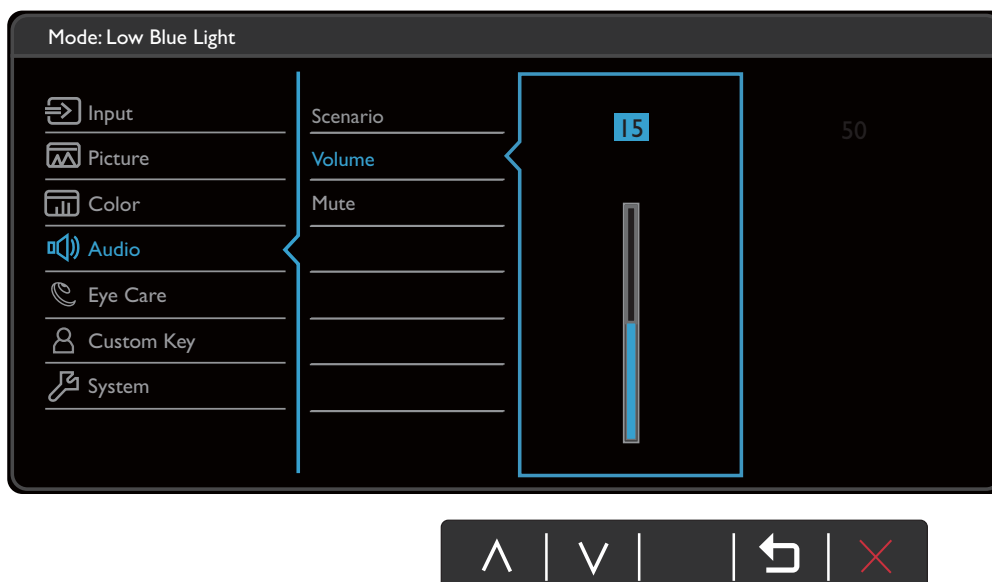 Mode: Low Blue Light
Input
Picture
Color
Audio
Eye Care
Custom Key
System
Scenario
Volume
Mute
15
50